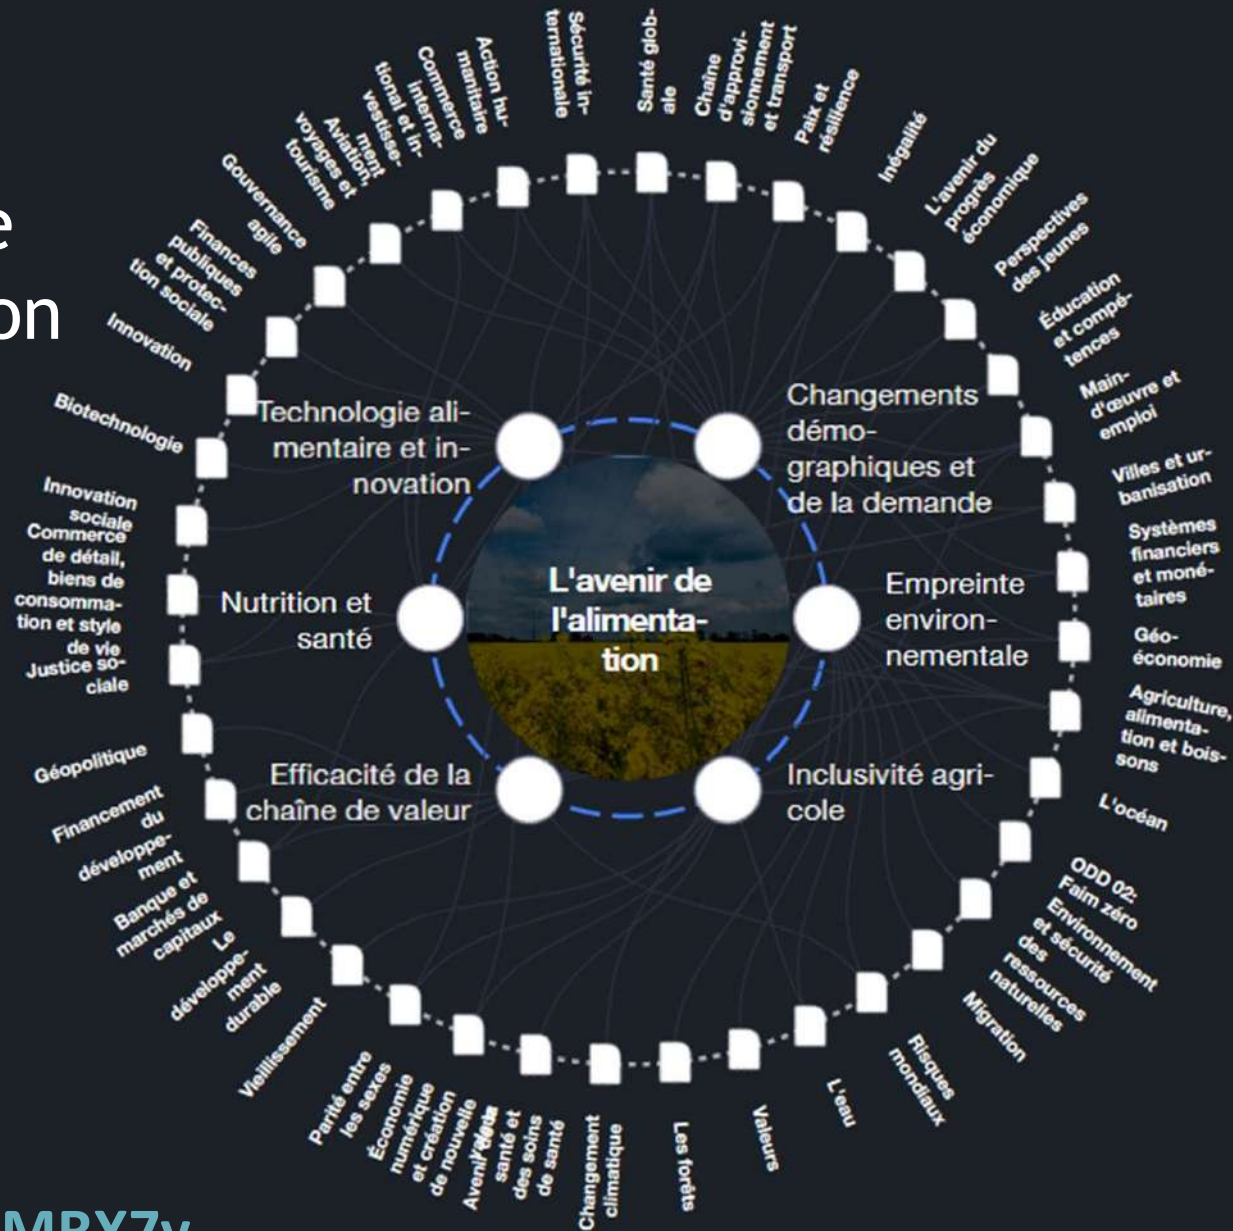 e
on
Sécurité in-
ternationale
Santé glob-
ale
Chaîne
d'approvi-
sionnement
et transport
Paix et
résilience
Inégalité
L'avenir du
progrès
économique
Perspectives
des jeunes
Éducation
et compé-
tences
Main-
d'œuvre et
emploi
Villes et ur-
banisation
Systèmes
financiers
et moné-
taires
Géo-
économie
Agriculture,
alimenta-
tion et bois-
sons
L'océan
ODD 02:
Faim zéro
Environnement
et sécurité
des
ressources
naturelles
Migration
Risques
mondiaux
L'eau
Valeurs
Les forêts
Changement
climatique
Avenir de la
santé et
des soins
de santé
Économie
numérique
et création
de nouvelle
Parité entre
les sexes
Vieillissement
Le
développe-
ment
durable
Banque et
marchés de
capitaux
Financement
du
développe-
ment
Géopolitique
Justice so-
ciale
Commerce
de détail,
biens de
consomma-
tion et style
de vie
Innovation
sociale
Biotechnologie
Innovation
Finances
publiques
et protec-
tion sociale
Gouvernance
agile
Aviation,
voyages et
tourisme
Commerce
interna-
tional et in-
vestisse-
ment
Action hu-
manitaire
Technologie ali-
mentaire et in-
novation
Changements
démo-
graphiques et
de la demande
Nutrition et
santé
L'avenir de
l'alimenta-
tion
Empreinte
environ-
nementale
Efficacité de la
chaîne de valeur
Inclusivité agri-
cole
MBX7y